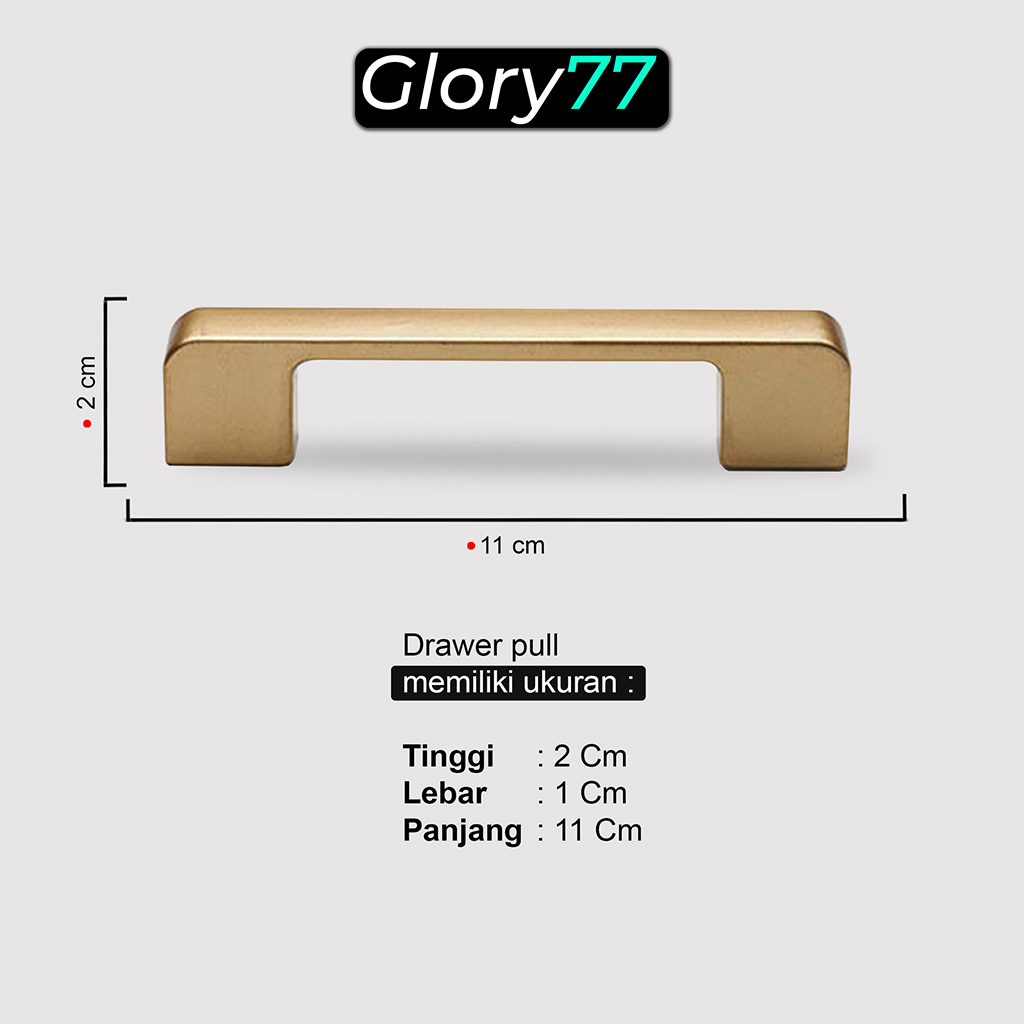 Glory77
2 cm
11 cm
Drawer pull
memiliki ukuran :
Tinggi : 2 Cm
Lebar : 1 Cm
Panjang : 11 Cm